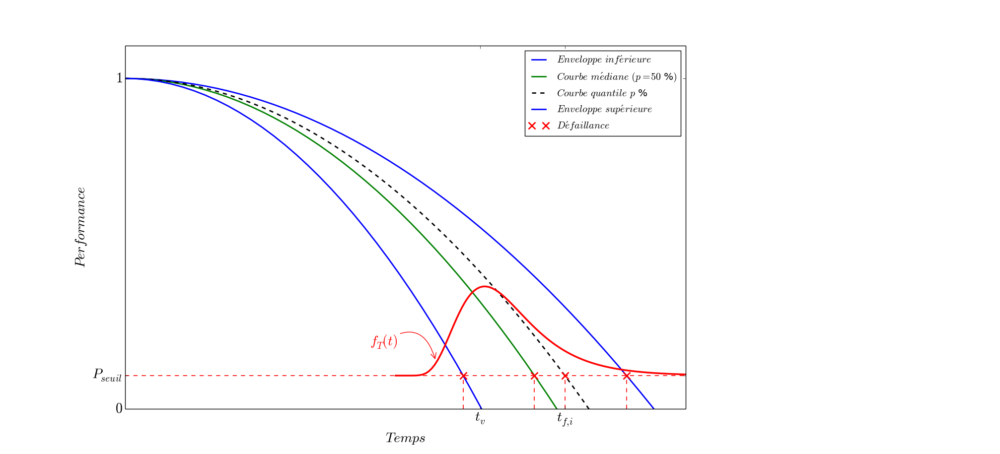 Enveloppe inférieure
1
Courbe médiane (p=50 %)
Courbe quantile p %
Enveloppe supérieure
Défaillance
Performance
f_T(t)
P_seuil
0
t_v
t_f,i
Temps